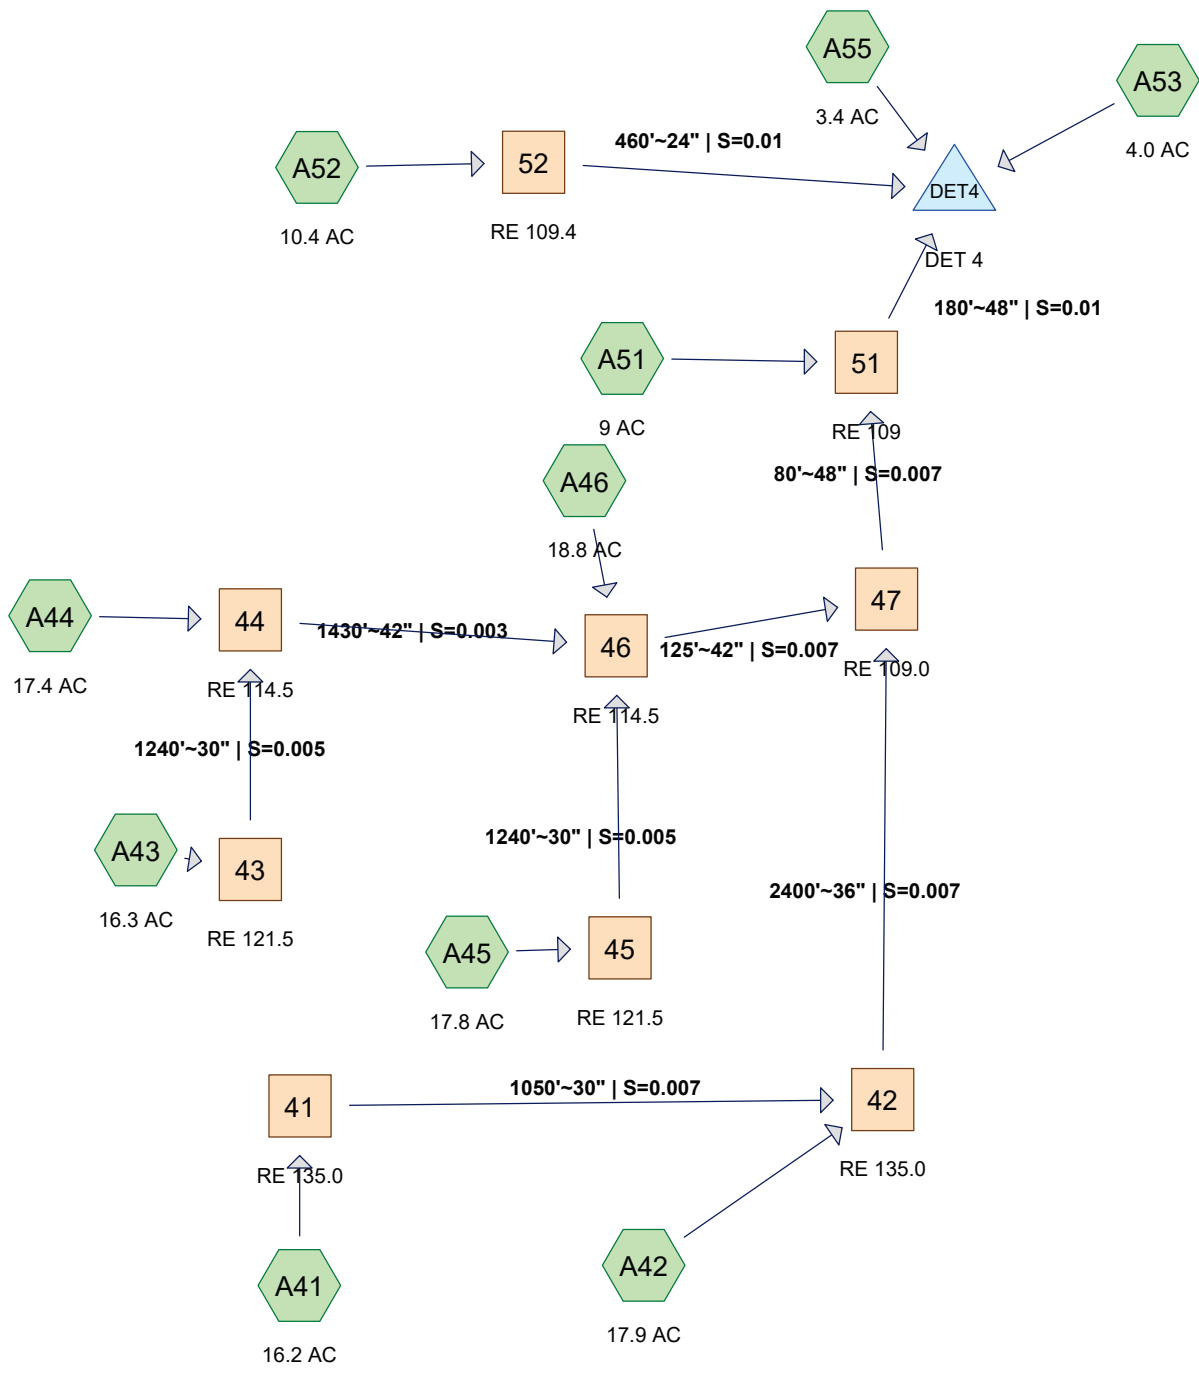 A55
3.4 AC
A53
4.0 AC
460'~24" | S=0.01
A52
10.4 AC
52
RE 109.4
DET4
DET 4
180'~48" | S=0.01
A51
9 AC
51
RE 109
80'~48" | S=0.007
A46
18.8 AC
A44
17.4 AC
44
RE 114.5
1430'~42" | S=0.003
46
RE 114.5
125'~42" | S=0.007
47
RE 109.0
1240'~30" | S=0.005
A43
16.3 AC
43
RE 121.5
1240'~30" | S=0.005
2400'~36" | S=0.007
A45
17.8 AC
45
RE 121.5
41
RE 135.0
1050'~30" | S=0.007
42
RE 135.0
A41
16.2 AC
A42
17.9 AC